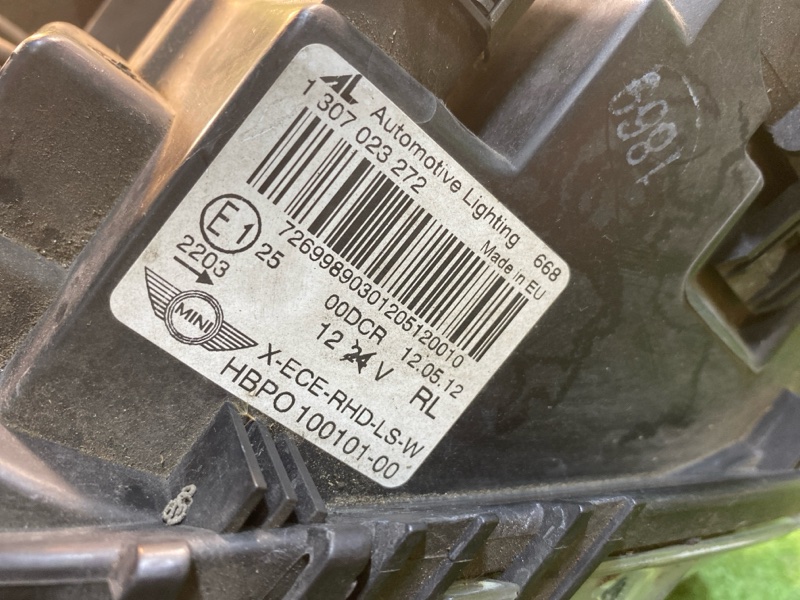 AL Automotive Lighting 668
1 307 023 272 Made in EU
E1 25
2203
72699890301205120010
00DCR 12.05.12
12 24 V RL
MINI
X-ECE-RHD-LS-W
HBPO 100101-00